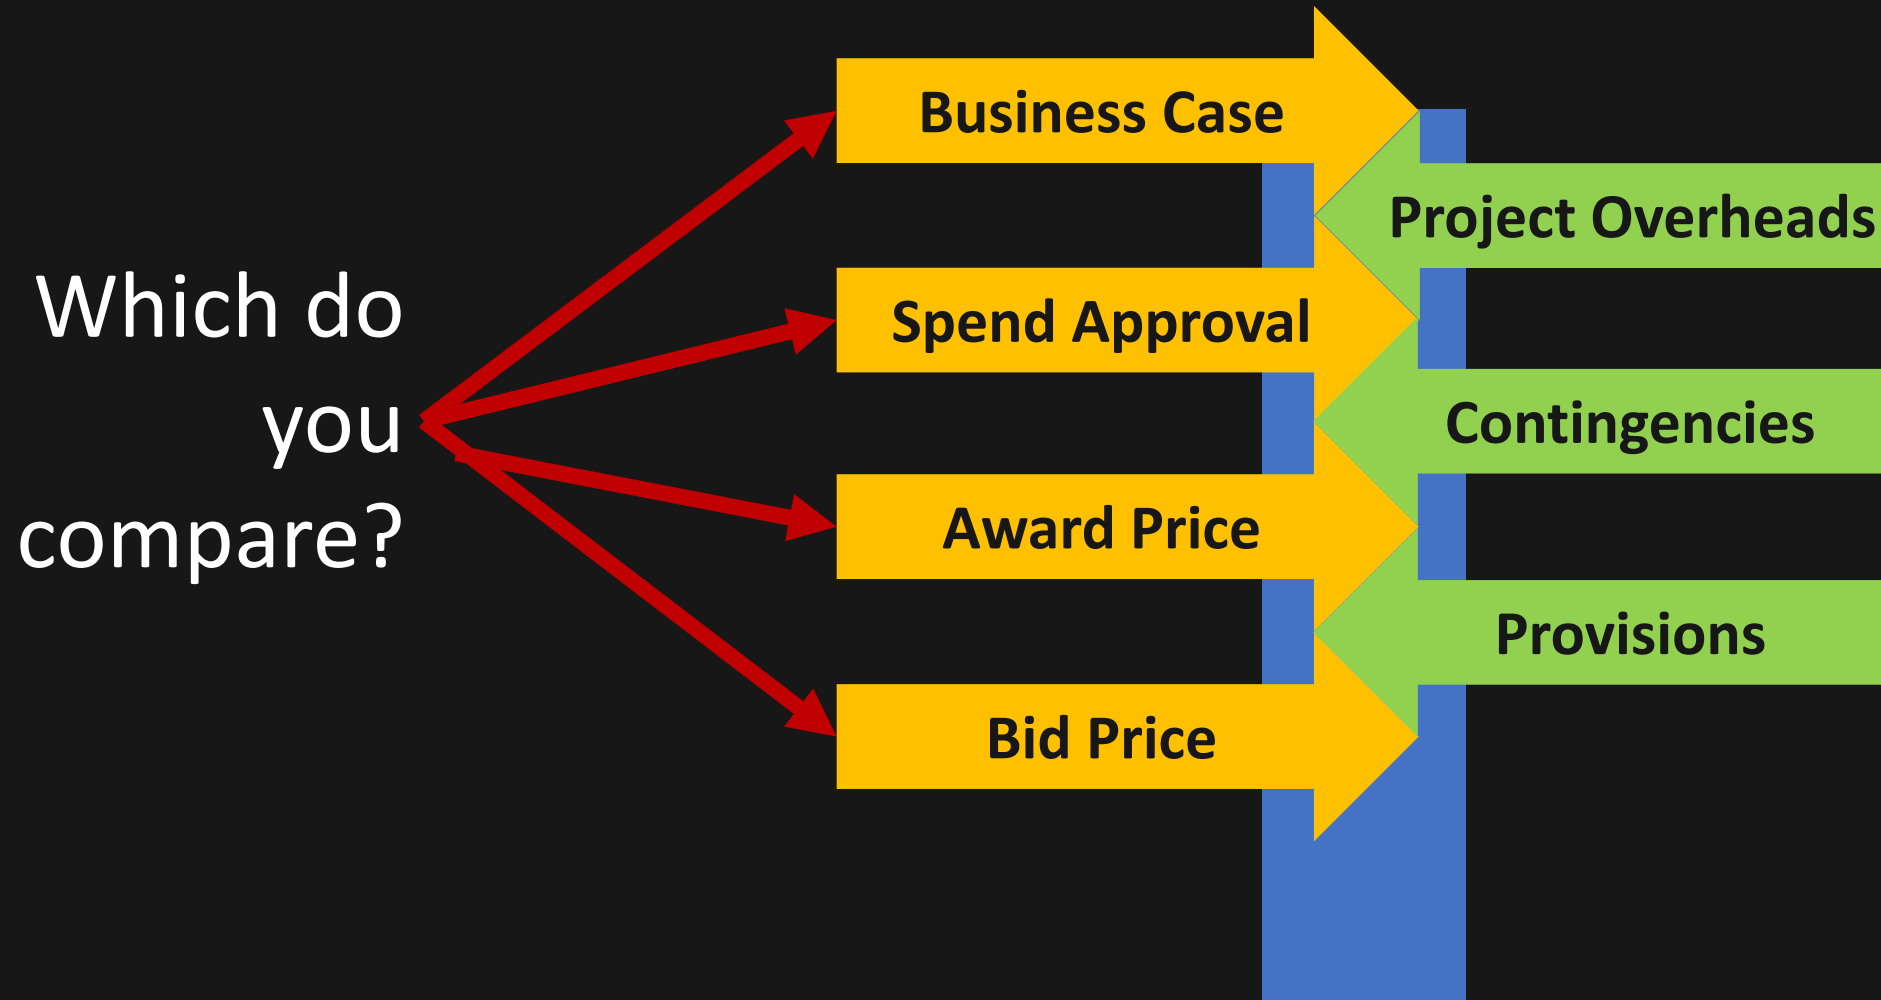 Which do
you
compare?
Business Case
Spend Approval
Award Price
Bid Price
Project Overheads
Contingencies
Provisions